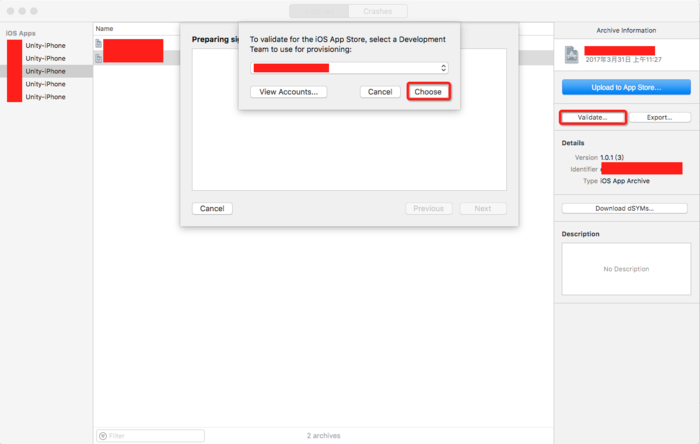 Crashes
iOS Apps
Unity-iPhone
Unity-iPhone
Unity-iPhone
Unity-iPhone
Unity-iPhone
Name
Preparing
To validate for the iOS App Store, select a Development
Team to use for provisioning:
View Accounts...
Cancel
Choose
Cancel
Previous
Next
Filter
2 archives
Archive Information
2017年3月31日 上午11:27
Upload to App Store...
Validate...
Export...
Details
Version 1.0.1 (3)
Identifier
Type iOS App Archive
Download dSYMs...
Description
No Description